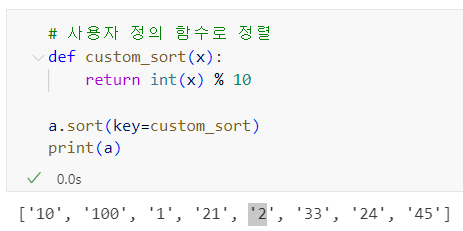 # 사용자 정의 함수로 정렬
def custom_sort(x):
    return int(x) % 10
a.sort(key=custom_sort)
print(a)
0.0s
['10', '100', '1', '21', '2', '33', '24', '45']